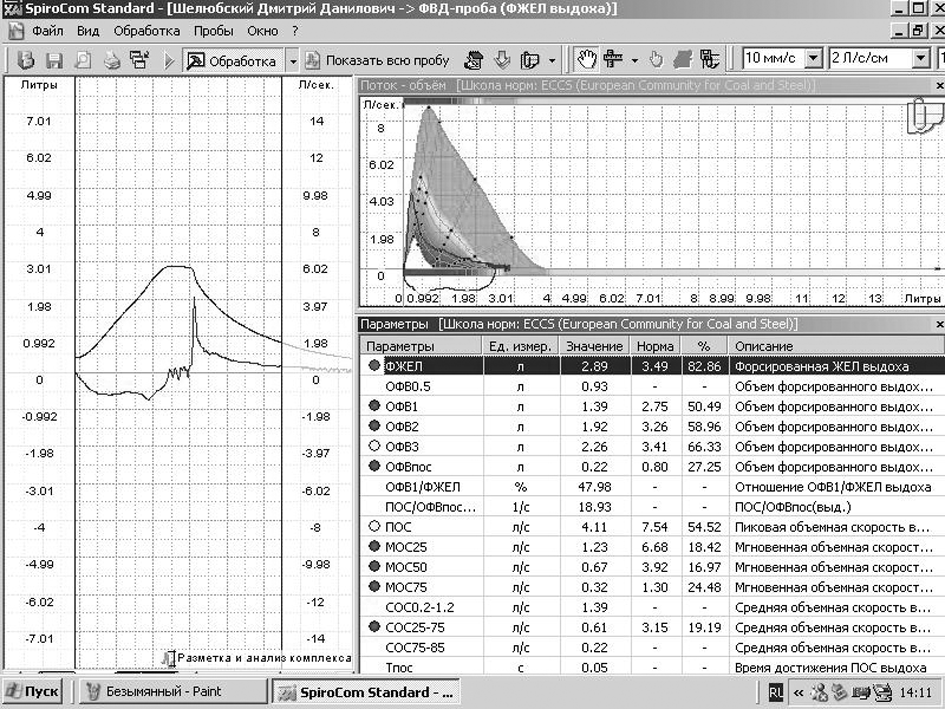 SpiroCom Standard - [Шелюбский Дмитрий Данилович -> ФВД-проба (ФЖЕЛ выдоха)]
Файл Вид Обработка Пробы Окно ?
Обработка Показать всю пробу 10 мм/с 2 Л/с/см
Литры Л/сек.
7.01 14
6.02 12
4.99 9.98
4 8
3.01 6.02
1.98 3.97
0.992 1.98
0 0
-0.992 -1.98
-1.98 -3.97
-3.01 -6.02
-4 -8
-4.99 -9.98
-6.02 -12
-7.01 -14
Разметка и анализ комплекса
Поток - объём [Школа норм: ECCS (European Community for Coal and Steel)]
Л/сек.
8
6.02
4.03
1.98
0
0 0.992 1.98 3.01 4 4.99 6.02 7.01 8 8.99 9.98 11 12 13 Литры
Параметры [Школа норм: ECCS (European Community for Coal and Steel)]
Параметры Ед. измер. Значение Норма % Описание
ФЖЕЛ л 2.89 3.49 82.86 Форсированная ЖЕЛ выдоха
ОФВ0.5 л 0.93 - - Объем форсированного выдох...
ОФВ1 л 1.39 2.75 50.49 Объем форсированного выдох...
ОФВ2 л 1.92 3.26 58.96 Объем форсированного выдох...
ОФВ3 л 2.26 3.41 66.33 Объем форсированного выдох...
ОФВпос л 0.22 0.80 27.25 Объем форсированного выдох...
ОФВ1/ФЖЕЛ % 47.98 - - Отношение ОФВ1/ФЖЕЛ выдоха
ПОС/ОФВпос... 1/с 18.93 - - ПОС/ОФВпос(выд.)
ПОС л/с 4.11 7.54 54.52 Пиковая объемная скорость в...
МОС25 л/с 1.23 6.68 18.42 Мгновенная объемная скорост...
МОС50 л/с 0.67 3.92 16.97 Мгновенная объемная скорост...
МОС75 л/с 0.32 1.30 24.48 Мгновенная объемная скорост...
СОС0.2-1.2 л/с 1.39 - - Средняя объемная скорость в...
СОС25-75 л/с 0.61 3.15 19.19 Средняя объемная скорость в...
СОС75-85 л/с 0.22 - - Средняя объемная скорость в...
Тпос с 0.05 - - Время достижения ПОС выдоха
Пуск Безымянный - Paint SpiroCom Standard - ... RL « 14:11